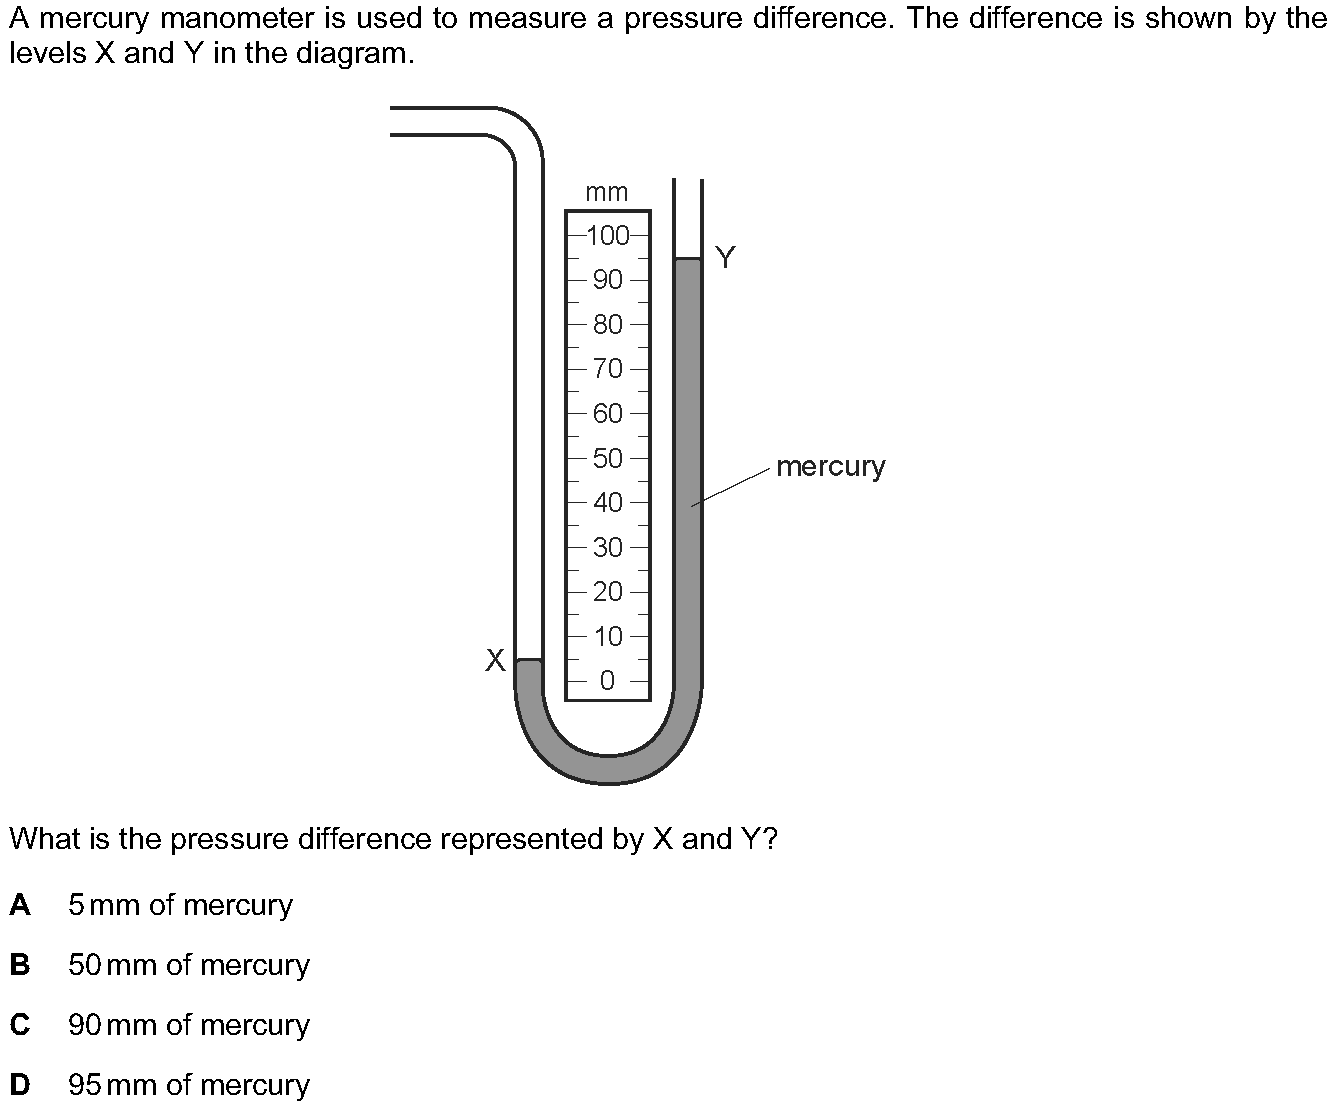 A mercury manometer is used to measure a pressure difference. The difference is shown by the
levels X and Y in the diagram.
mm
100
Y
90
80
70
60
50
mercury
40
30
20
10
X
0
What is the pressure difference represented by X and Y?
A 5 mm of mercury
B 50 mm of mercury
C 90 mm of mercury
D 95 mm of mercury